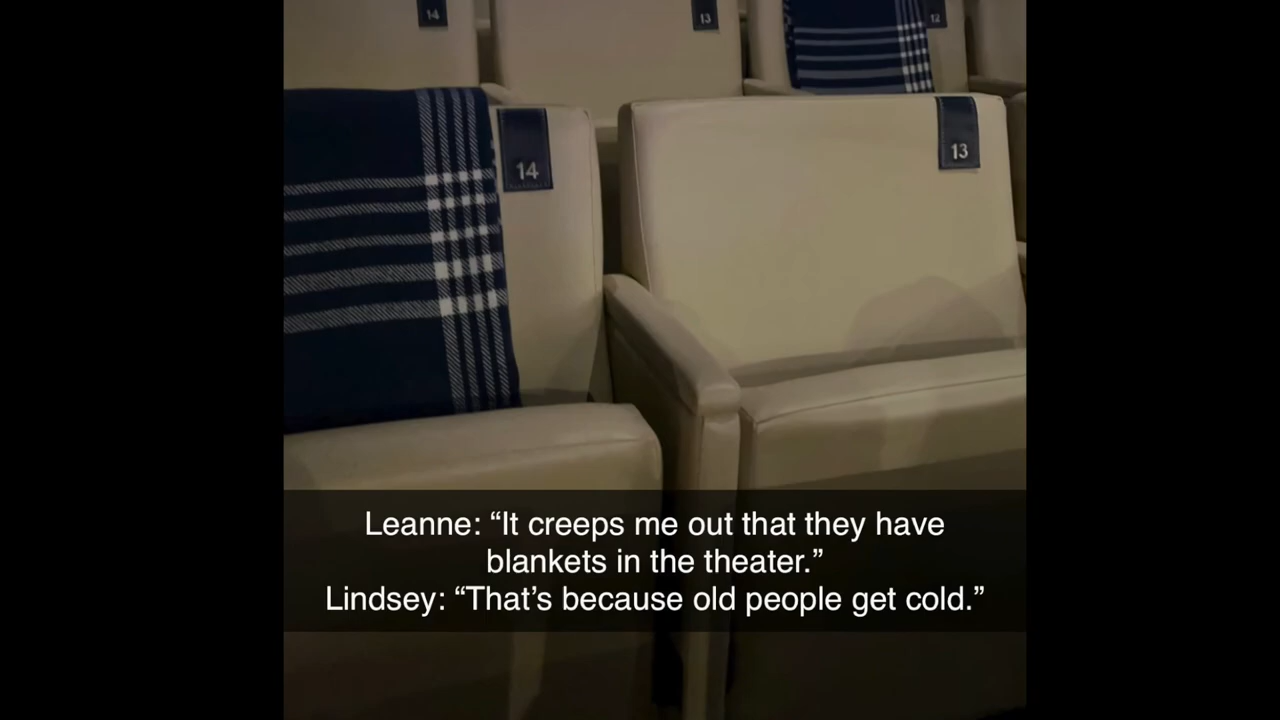 14
13
12
14
13
Leanne: “It creeps me out that they have
blankets in the theater.”
Lindsey: “That’s because old people get cold.”